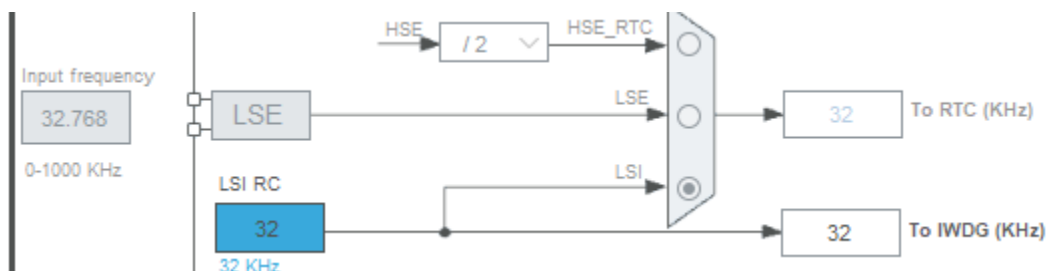 HSE
/ 2
HSE_RTC
Input frequency
32.768
0-1000 KHz
LSE
LSE
32
To RTC (KHz)
LSI RC
32
32 KHz
LSI
32
To IWDG (KHz)